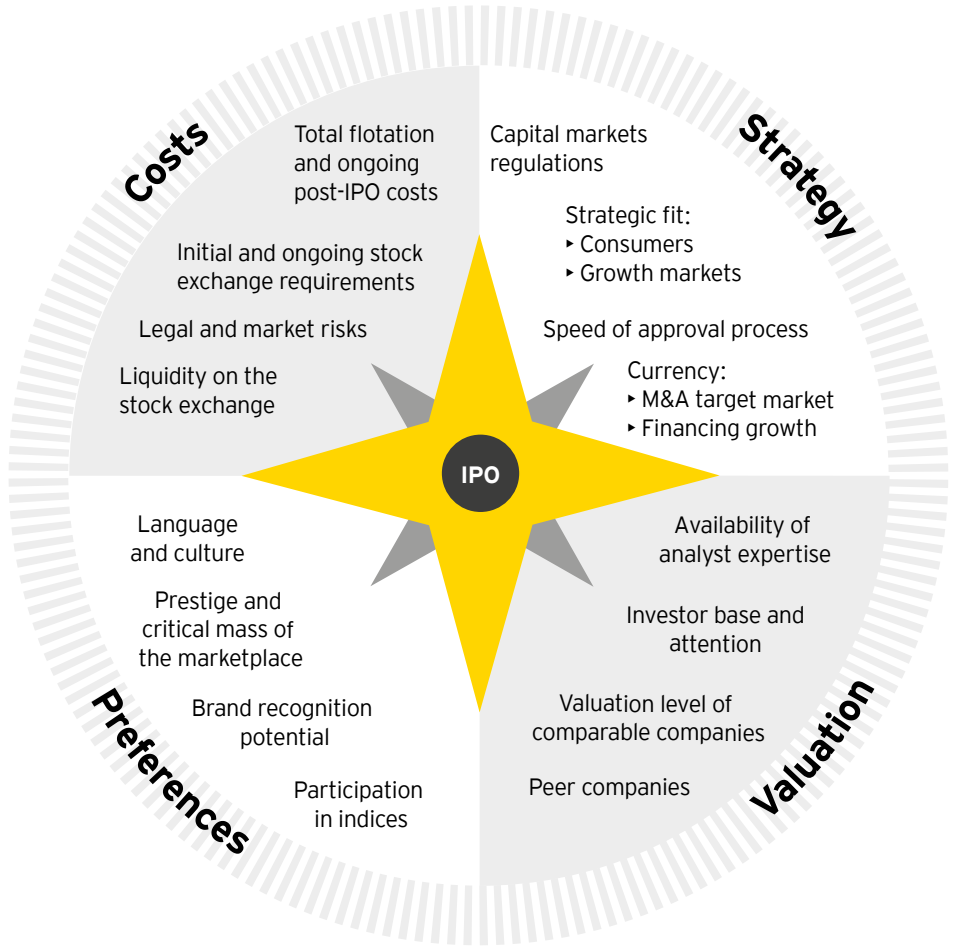 Costs
Total flotation
and ongoing
post-IPO costs
Initial and ongoing stock
exchange requirements
Legal and market risks
Liquidity on the
stock exchange
Strategy
Capital markets
regulations
Strategic fit:
‣ Consumers
‣ Growth markets
Speed of approval process
Currency:
‣ M&A target market
‣ Financing growth
IPO
Preferences
Language
and culture
Prestige and
critical mass of
the marketplace
Brand recognition
potential
Participation
in indices
Valuation
Availability of
analyst expertise
Investor base and
attention
Valuation level of
comparable companies
Peer companies